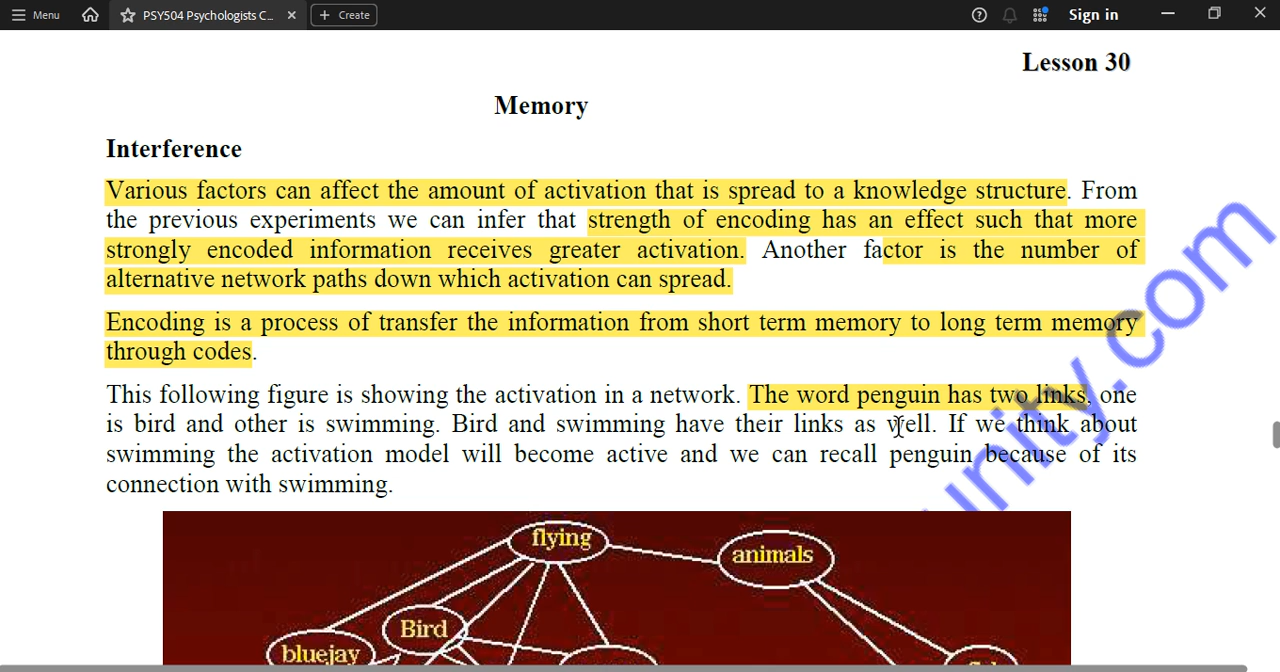 Menu
PSY504 Psychologists C...
Create
Sign in
Lesson 30
Memory
Interference
Various factors can affect the amount of activation that is spread to a knowledge structure. From
the previous experiments we can infer that strength of encoding has an effect such that more
strongly encoded information receives greater activation. Another factor is the number of
alternative network paths down which activation can spread.
Encoding is a process of transfer the information from short term memory to long term memory
through codes.
This following figure is showing the activation in a network. The word penguin has two links, one
is bird and other is swimming. Bird and swimming have their links as well. If we think about
swimming the activation model will become active and we can recall penguin because of its
connection with swimming.
unity.com
flying
animals
Bird
bluejay